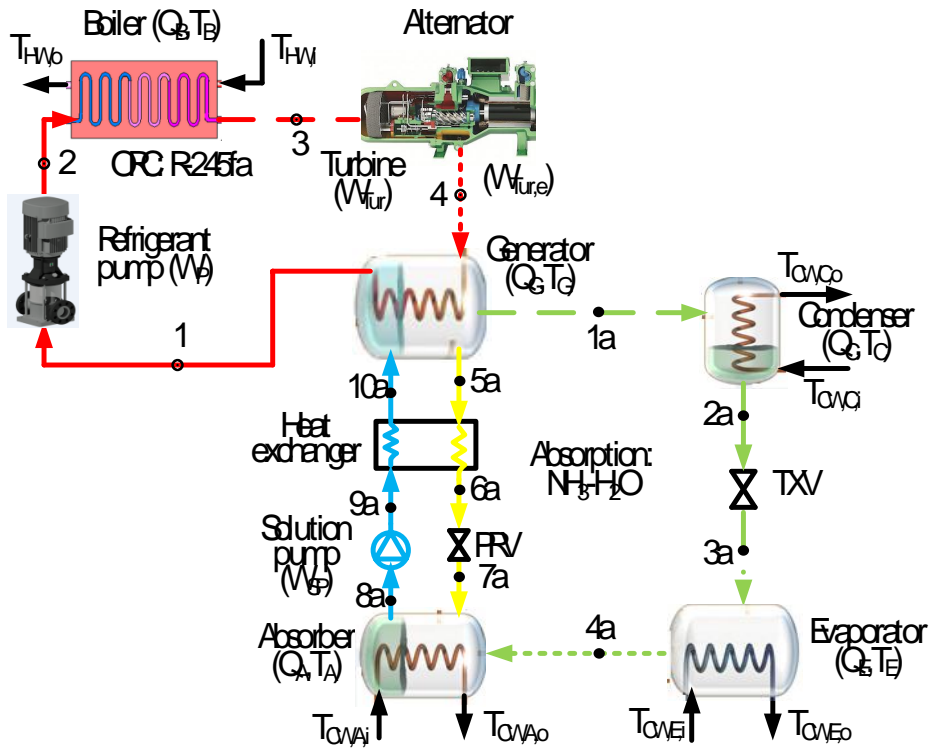 Boiler (QB,TB)
Alternator
THW,o
THW,i
2
3
ORC: R-245fa
Turbine
(WTur)
4
(WTur,e)
Refrigerant
pump (WP)
Generator
(QG,TG)
TCW,C,o
1
1a
Condenser
(QC,TC)
TCW,C,i
10a
5a
2a
Heat
exchanger
Absorption:
NH3-H2O
TXV
6a
9a
Solution
pump
(WSP)
PRV
3a
7a
8a
4a
Absorber
(QA,TA)
Evaporator
(QE,TE)
TCW,A,i
TCW,A,o
TCW,E,i
TCW,E,o